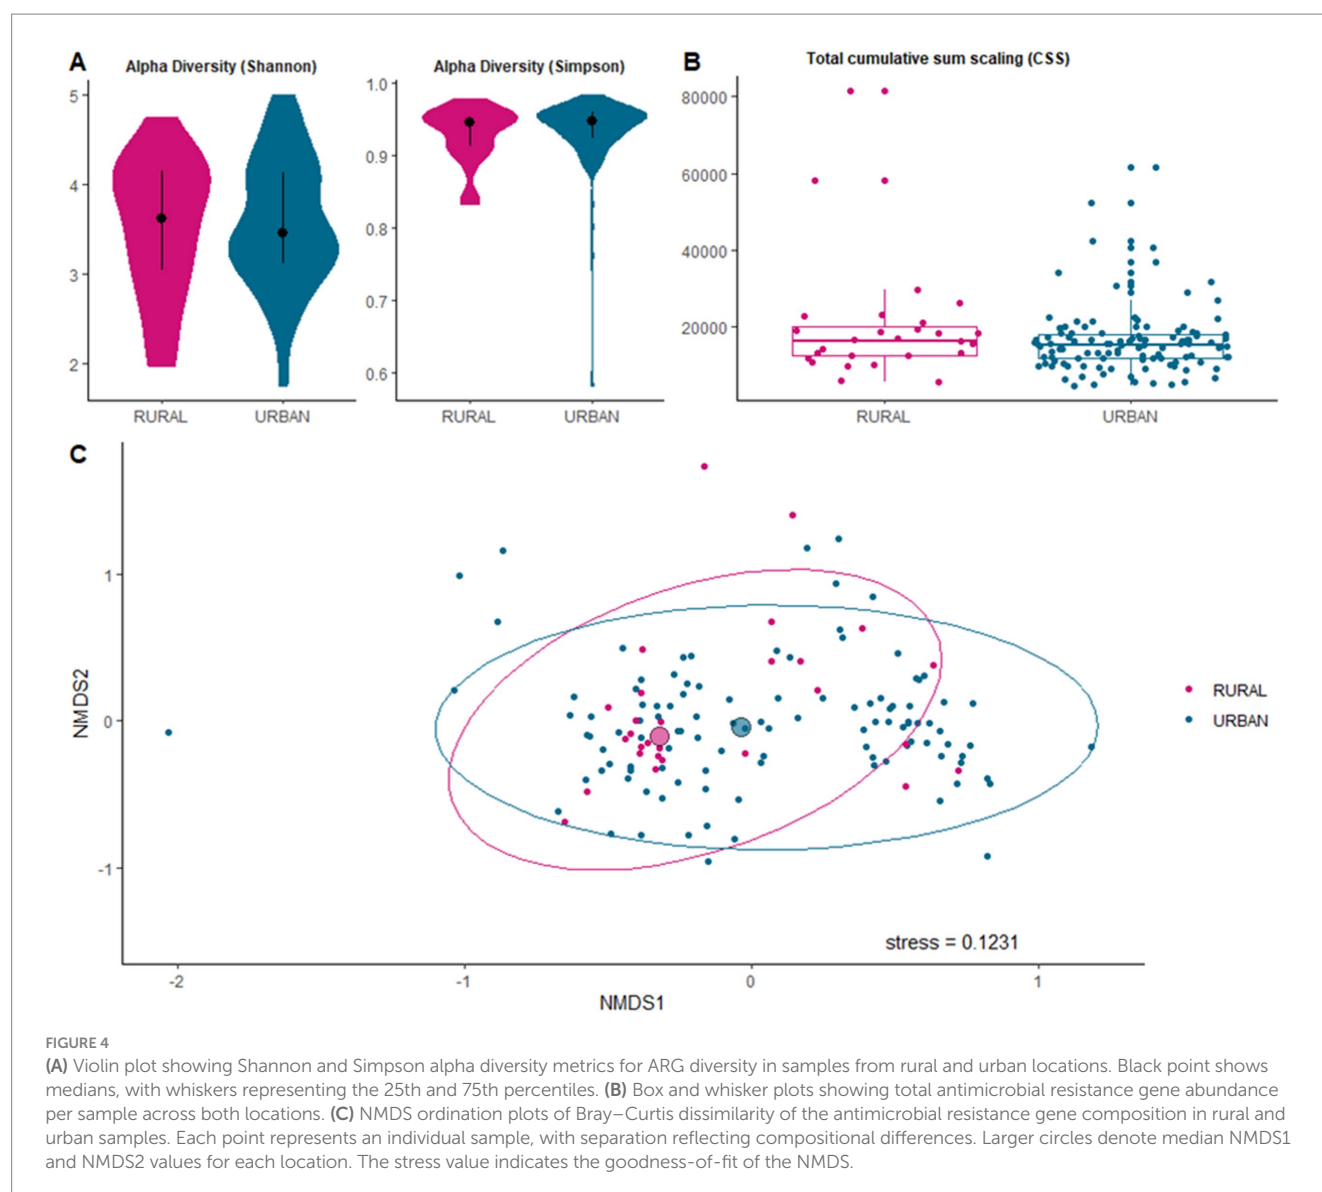 A
Alpha Diversity (Shannon)
5
4
3
2
RURAL
URBAN
Alpha Diversity (Simpson)
1.0
0.9
0.8
0.7
0.6
RURAL
URBAN
B
Total cumulative sum scaling (CSS)
80000
60000
40000
20000
RURAL
URBAN
C
NMDS2
1
0
-1
-2
-1
0
1
NMDS1
stress = 0.1231
RURAL
URBAN
FIGURE 4
(A) Violin plot showing Shannon and Simpson alpha diversity metrics for ARG diversity in samples from rural and urban locations. Black point shows
medians, with whiskers representing the 25th and 75th percentiles. (B) Box and whisker plots showing total antimicrobial resistance gene abundance
per sample across both locations. (C) NMDS ordination plots of Bray–Curtis dissimilarity of the antimicrobial resistance gene composition in rural and
urban samples. Each point represents an individual sample, with separation reflecting compositional differences. Larger circles denote median NMDS1
and NMDS2 values for each location. The stress value indicates the goodness-of-fit of the NMDS.